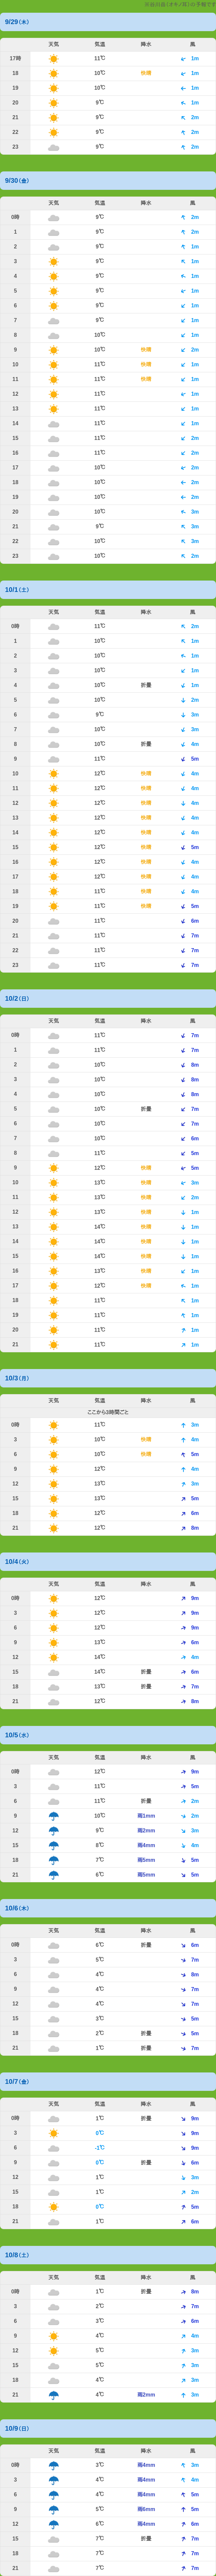 9/29(木)
天気 気温 降水 風
17時 11℃ 1m
18 10℃ 快晴 1m
19 10℃ 1m
20 9℃ 1m
21 9℃ 2m
22 9℃ 2m
23 9℃ 2m
9/30(金)
天気 気温 降水 風
0時 9℃ 2m
1 9℃ 2m
2 9℃ 1m
3 9℃ 1m
4 9℃ 1m
5 9℃ 1m
6 9℃ 1m
7 9℃ 1m
8 10℃ 1m
9 10℃ 快晴 2m
10 11℃ 快晴 1m
11 11℃ 快晴 1m
12 11℃ 1m
13 11℃ 1m
14 11℃ 1m
15 11℃ 2m
16 11℃ 2m
17 10℃ 2m
18 10℃ 2m
19 10℃ 2m
20 10℃ 3m
21 9℃ 3m
22 10℃ 3m
23 10℃ 2m
10/1(土)
天気 気温 降水 風
0時 11℃ 2m
1 10℃ 1m
2 10℃ 1m
3 10℃ 1m
4 10℃ 折曇 1m
5 10℃ 2m
6 9℃ 3m
7 10℃ 3m
8 10℃ 折曇 4m
9 11℃ 5m
10 12℃ 快晴 4m
11 12℃ 快晴 4m
12 12℃ 快晴 4m
13 12℃ 快晴 4m
14 12℃ 快晴 4m
15 12℃ 快晴 5m
16 12℃ 快晴 4m
17 12℃ 快晴 4m
18 11℃ 快晴 4m
19 11℃ 快晴 5m
20 11℃ 6m
21 11℃ 7m
22 11℃ 7m
23 11℃ 7m
10/2(日)
天気 気温 降水 風
0時 11℃ 7m
1 11℃ 7m
2 10℃ 8m
3 10℃ 8m
4 10℃ 8m
5 10℃ 折曇 7m
6 10℃ 7m
7 10℃ 6m
8 11℃ 5m
9 12℃ 快晴 5m
10 13℃ 快晴 3m
11 13℃ 快晴 2m
12 13℃ 快晴 1m
13 14℃ 快晴 1m
14 14℃ 快晴 1m
15 14℃ 快晴 1m
16 13℃ 快晴 1m
17 12℃ 快晴 1m
18 11℃ 1m
19 11℃ 1m
20 11℃ 1m
21 11℃ 1m
10/3(月)
天気 気温 降水 風
ここから3時間ごと
0時 11℃ 3m
3 10℃ 快晴 4m
6 10℃ 快晴 5m
9 12℃ 4m
12 13℃ 3m
15 13℃ 5m
18 12℃ 6m
21 12℃ 8m
10/4(火)
天気 気温 降水 風
0時 12℃ 9m
3 12℃ 9m
6 12℃ 9m
9 13℃ 6m
12 14℃ 4m
15 14℃ 折曇 6m
18 13℃ 折曇 7m
21 12℃ 8m
10/5(水)
天気 気温 降水 風
0時 12℃ 9m
3 11℃ 5m
6 11℃ 折曇 2m
9 10℃ 雨1mm 2m
12 9℃ 雨2mm 3m
15 8℃ 雨4mm 4m
18 7℃ 雨5mm 5m
21 6℃ 雨5mm 5m
10/6(木)
天気 気温 降水 風
0時 6℃ 折曇 6m
3 5℃ 7m
6 4℃ 8m
9 4℃ 7m
12 4℃ 7m
15 3℃ 5m
18 2℃ 折曇 5m
21 1℃ 折曇 7m
10/7(金)
天気 気温 降水 風
0時 1℃ 折曇 9m
3 0℃ 9m
6 -1℃ 9m
9 0℃ 折曇 6m
12 1℃ 3m
15 1℃ 2m
18 0℃ 5m
21 1℃ 6m
10/8(土)
天気 気温 降水 風
0時 1℃ 折曇 8m
3 2℃ 7m
6 3℃ 6m
9 4℃ 4m
12 5℃ 3m
15 5℃ 3m
18 4℃ 3m
21 4℃ 雨2mm 3m
10/9(日)
天気 気温 降水 風
0時 3℃ 雨4mm 3m
3 4℃ 雨4mm 4m
6 4℃ 雨4mm 5m
9 5℃ 雨6mm 5m
12 6℃ 雨4mm 6m
15 7℃ 折曇 7m
18 7℃ 7m
21 7℃ 7m